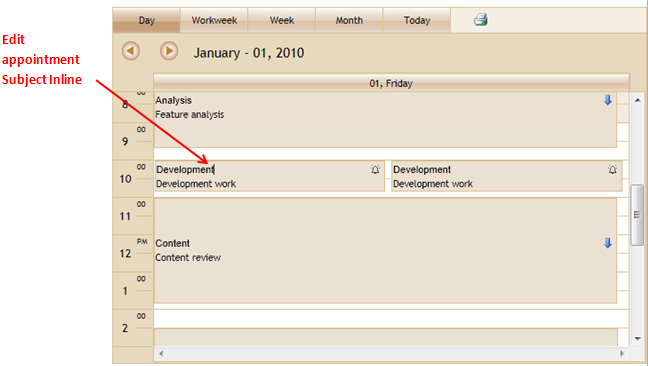 Day Workweek Week Month Today
Edit
appointment
Subject Inline
January - 01, 2010
01, Friday
8 00 Analysis
Feature analysis
9 00
10 00 Development Development
Development work Development work
11 00
12 PM Content
Content review
1 00
2 00